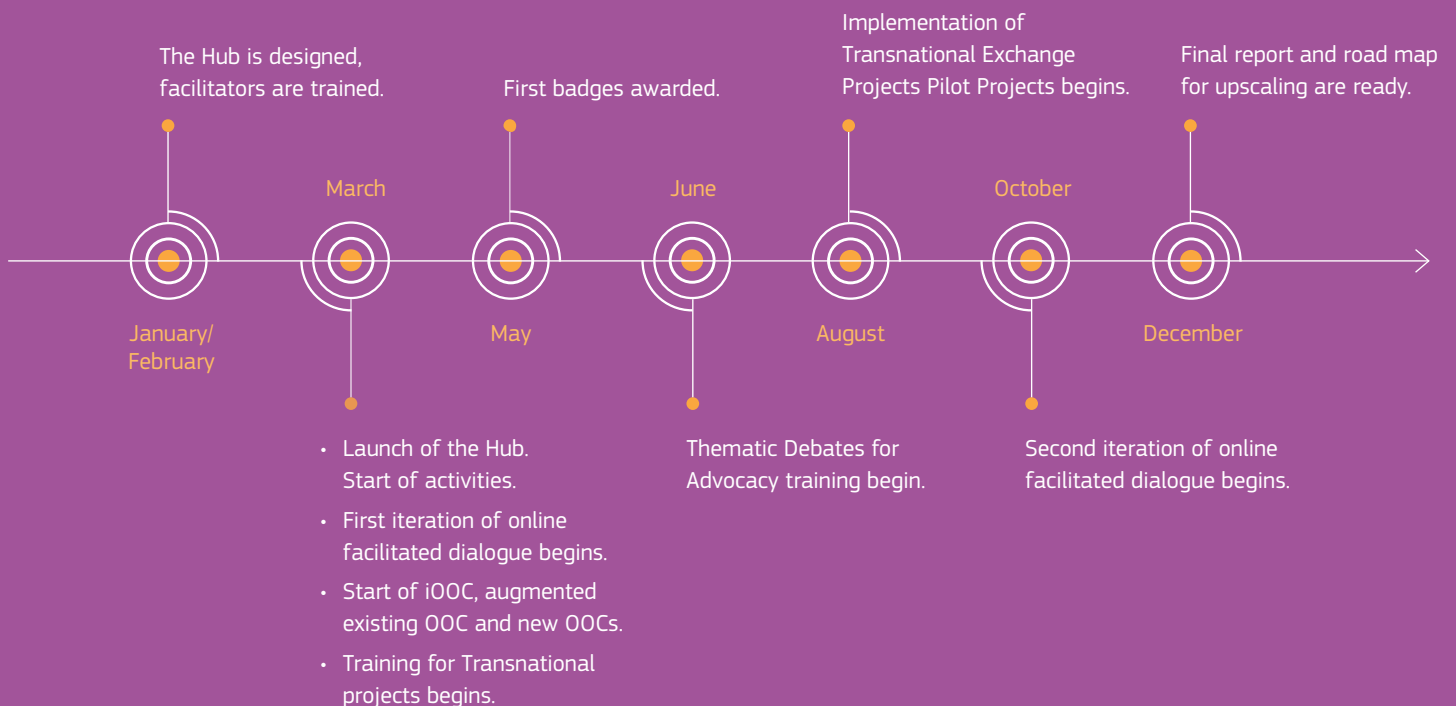 The Hub is designed,
facilitators are trained.
January/
February
March
• Launch of the Hub.
Start of activities.
• First iteration of online
facilitated dialogue begins.
• Start of iOOC, augmented
existing OOC and new OOCs.
• Training for Transnational
projects begins.
First badges awarded.
May
June
Thematic Debates for
Advocacy training begin.
Implementation of
Transnational Exchange
Projects Pilot Projects begins.
August
October
Second iteration of online
facilitated dialogue begins.
Final report and road map
for upscaling are ready.
December